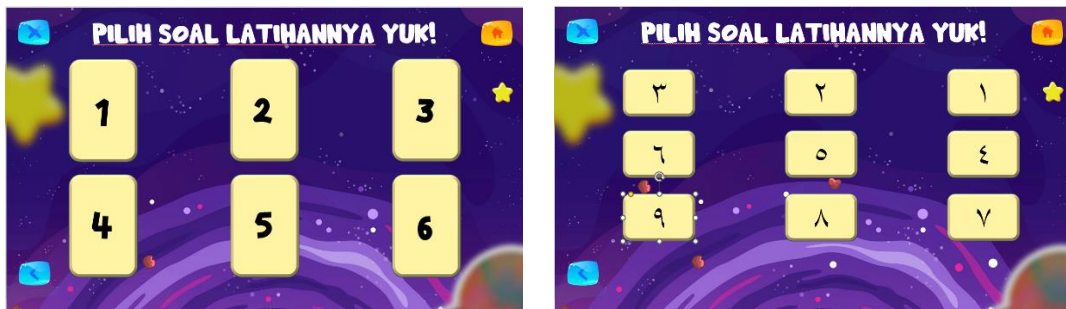 PILIH SOAL LATIHANNYA YUK!
1 2 3
4 5 6
PILIH SOAL LATIHANNYA YUK!
٣ ٢ ١
٦ ٥ ٤
٩ ٨ ٧